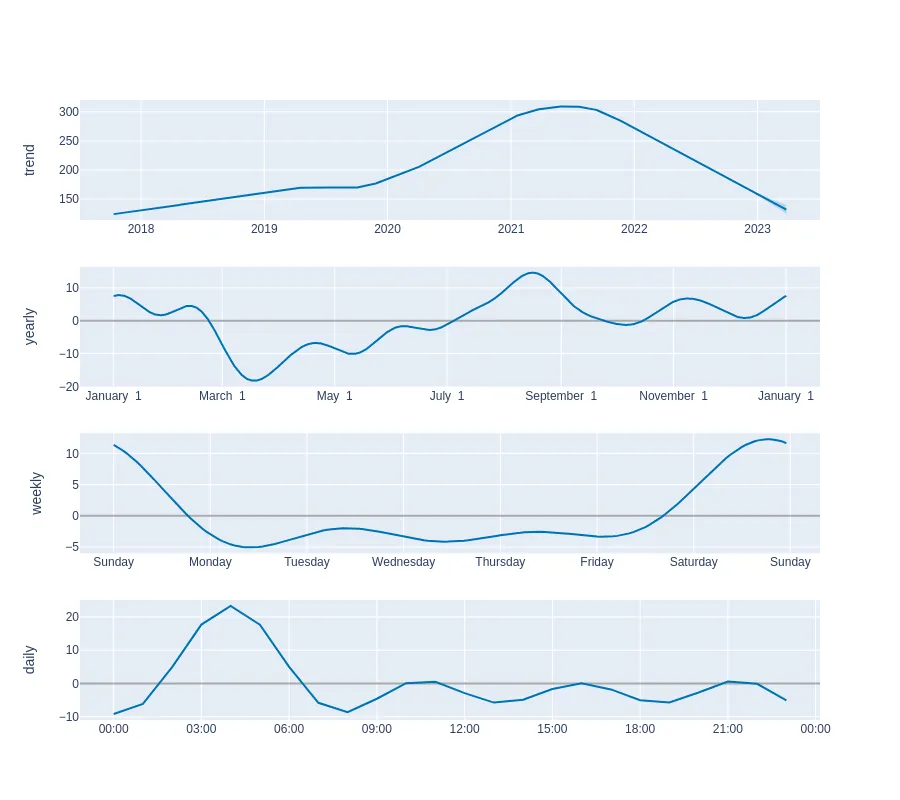 trend
300
250
200
150
2018 2019 2020 2021 2022 2023
yearly
10
0
−10
−20
January 1 March 1 May 1 July 1 September 1 November 1 January 1
weekly
10
5
0
−5
Sunday Monday Tuesday Wednesday Thursday Friday Saturday Sunday
daily
20
10
0
−10
00:00 03:00 06:00 09:00 12:00 15:00 18:00 21:00 00:00